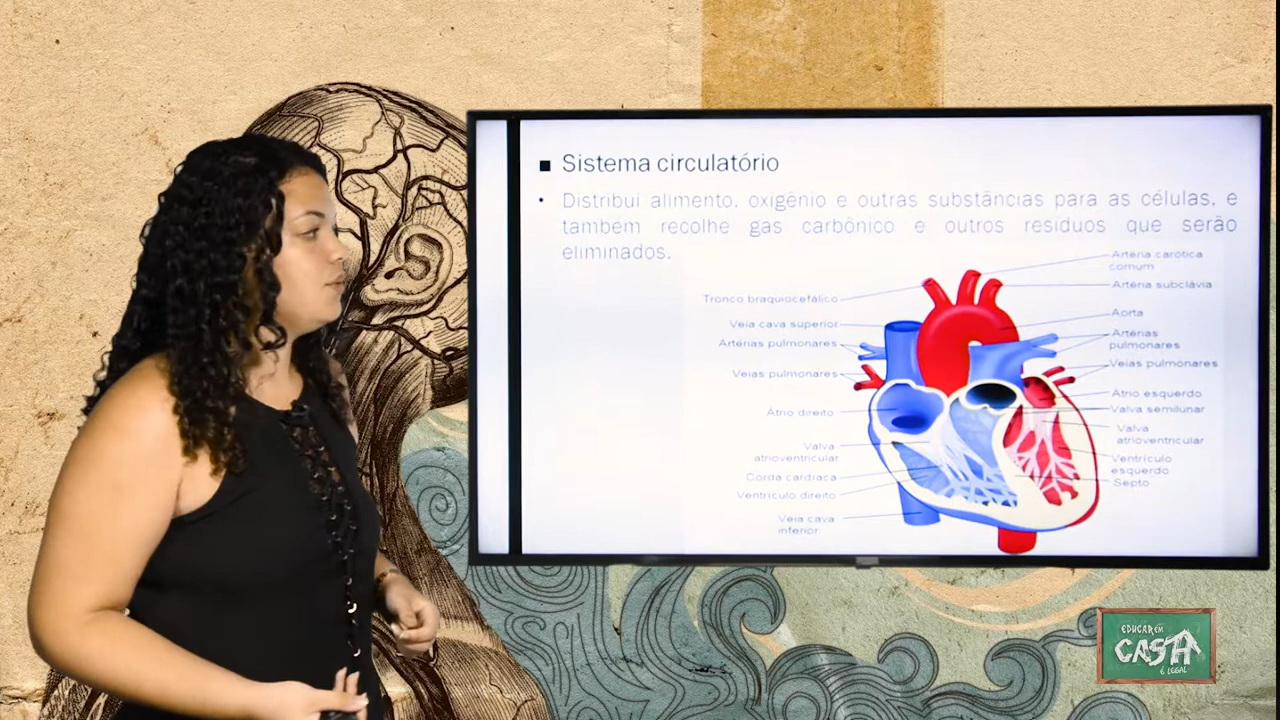 Sistema circulatório
Distribui alimento, oxigênio e outras substâncias para as células, e
também recolhe gas carbônico e outros resíduos que serão
eliminados.
Artéria carótica
comum
Artéria subclávia
Tronco braquiocefálico
Aorta
Veia cava superior
Artérias
pulmonares
Artérias pulmonares
Veias pulmonares
Veias pulmonares
Átrio esquerdo
Átrio direito
Valva semilunar
Valva
atrioventricular
Valva
atrioventricular
Ventrículo
esquerdo
Corda cardíaca
Septo
Ventrículo direito
Veia cava
inferior
EDUCAR EM
CASA
É LEGAL